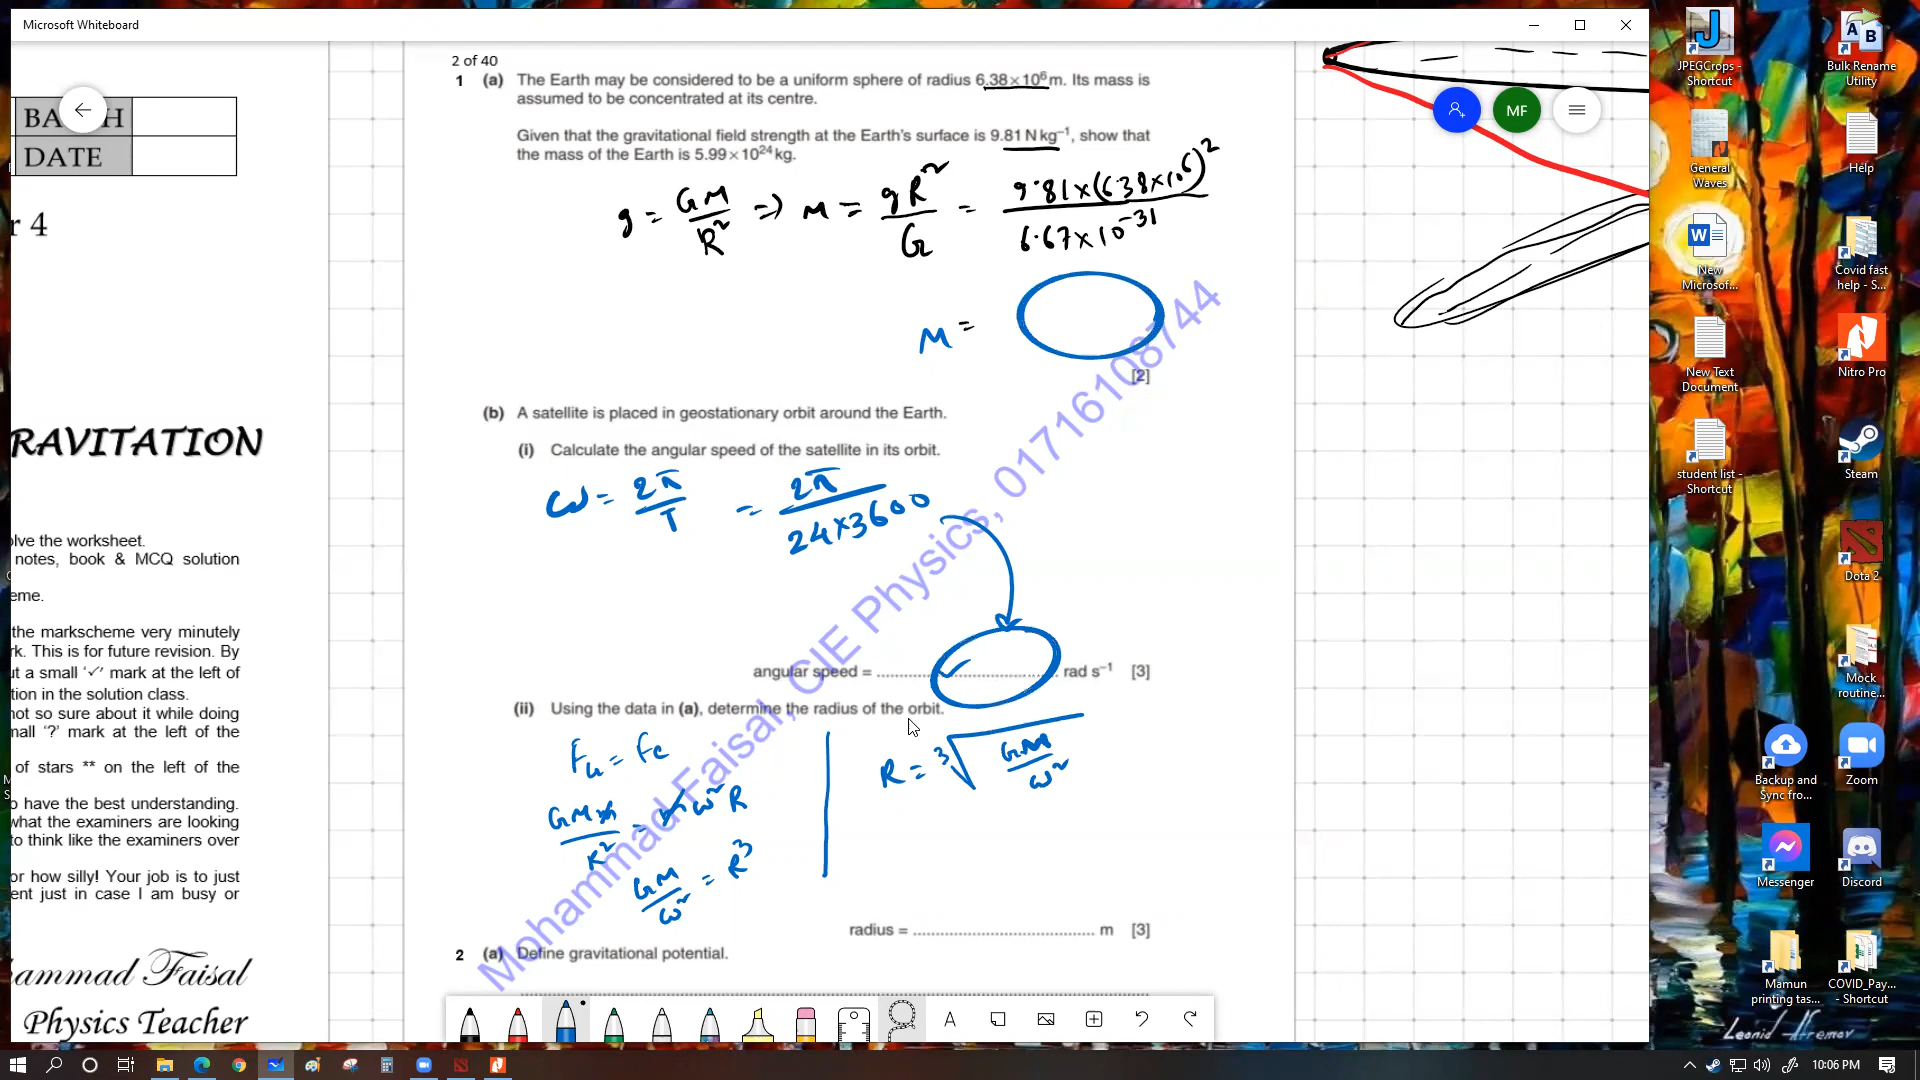 Microsoft Whiteboard
2 of 40
1 (a) The Earth may be considered to be a uniform sphere of radius 6.38×10⁶m. Its mass is
assumed to be concentrated at its centre.
Given that the gravitational field strength at the Earth's surface is 9.81 N kg⁻¹, show that
the mass of the Earth is 5.99×10²⁴kg.
g = GM/R² ⇒ M = gR²/G = 9.81×(6.38×10⁶)²/6.67×10⁻³¹
M =
[2]
(b) A satellite is placed in geostationary orbit around the Earth.
(i) Calculate the angular speed of the satellite in its orbit.
ω = 2π/T = 2π/24×3600
angular speed = .......... rad s⁻¹ [3]
(ii) Using the data in (a), determine the radius of the orbit.
F_G = F_c
GMm/R² = mω²R
GM/ω² = R³
R = ³√GM/ω²
radius = .......... m [3]
2 (a) Define gravitational potential.
Mohammad Faisal, CIE Physics, 01716108744
BA H
DATE
r 4
RAVITATION
olve the worksheet.
notes, book & MCQ solution
eme.
the markscheme very minutely
rk. This is for future revision. By
ut a small '✓' mark at the left of
tion in the solution class.
not so sure about it while doing
mall '?' mark at the left of the
of stars ** on the left of the
o have the best understanding.
what the examiners are looking
to think like the examiners over
or how silly! Your job is to just
ent just in case I am busy or
ammad Faisal
Physics Teacher
MF
A
JPEGCrops - Shortcut
Bulk Rename Utility
General Waves
Help
New Microsof...
Covid fast help - S...
New Text Document
Nitro Pro
student list - Shortcut
Steam
Dota 2
Mock routine...
Backup and Sync fro...
Zoom
Messenger
Discord
Mamun printing tas...
COVID_Pay... - Shortcut
Leonid Afremov
10:06 PM